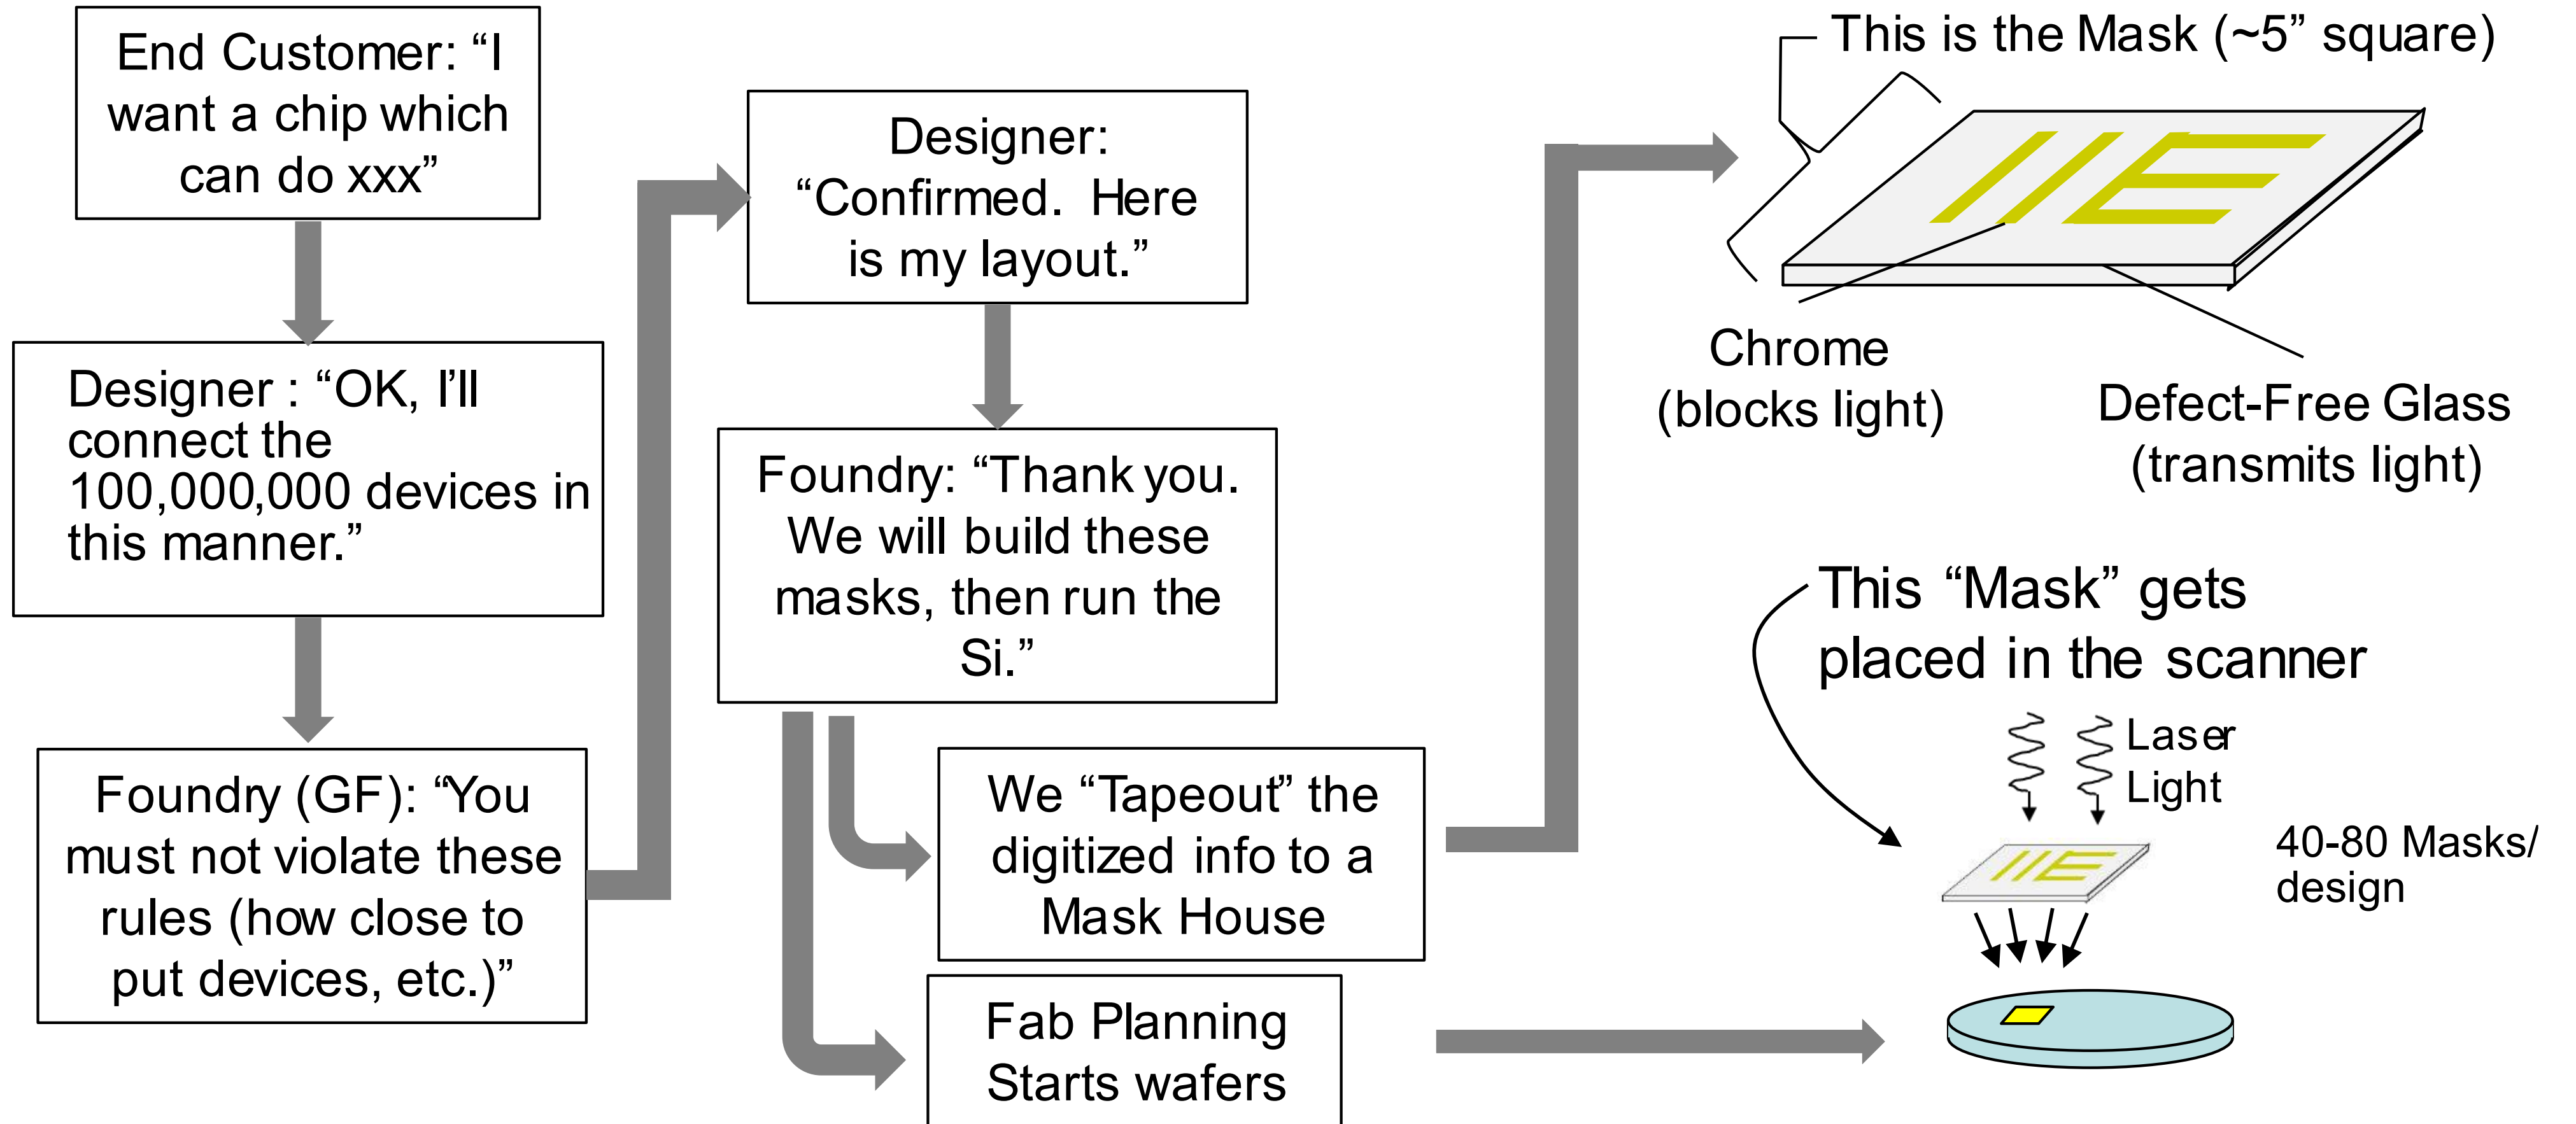 End Customer: “I
want a chip which
can do xxx”
Designer : “OK, I’ll
connect the
100,000,000 devices in
this manner.”
Foundry (GF): “You
must not violate these
rules (how close to
put devices, etc.)”
Designer:
“Confirmed. Here
is my layout.”
Foundry: “Thank you.
We will build these
masks, then run the
Si.”
We “Tapeout” the
digitized info to a
Mask House
Fab Planning
Starts wafers
This is the Mask (~5” square)
Chrome
(blocks light)
Defect-Free Glass
(transmits light)
This “Mask” gets
placed in the scanner
Laser
Light
40-80 Masks/
design